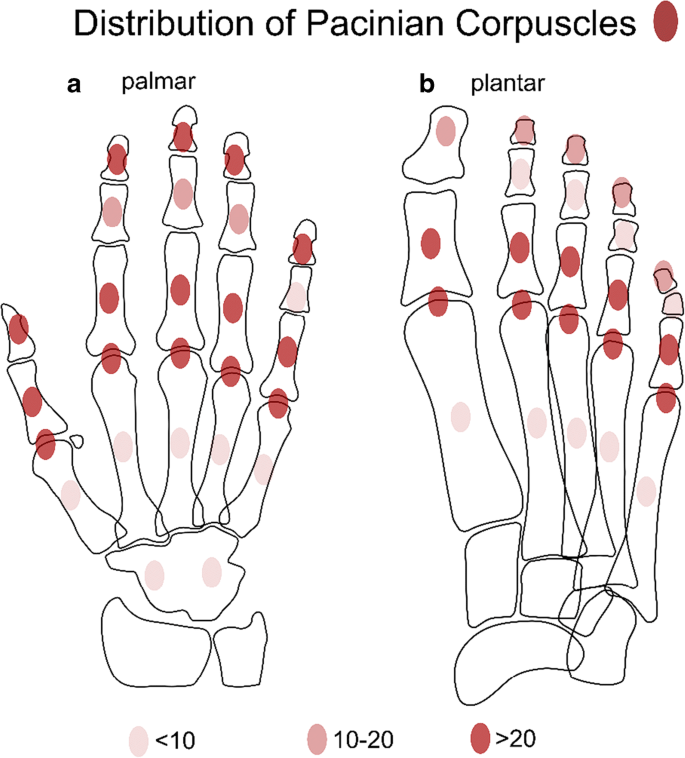 Distribution of Pacinian Corpuscles
a palmar
b plantar
<10
10-20
>20